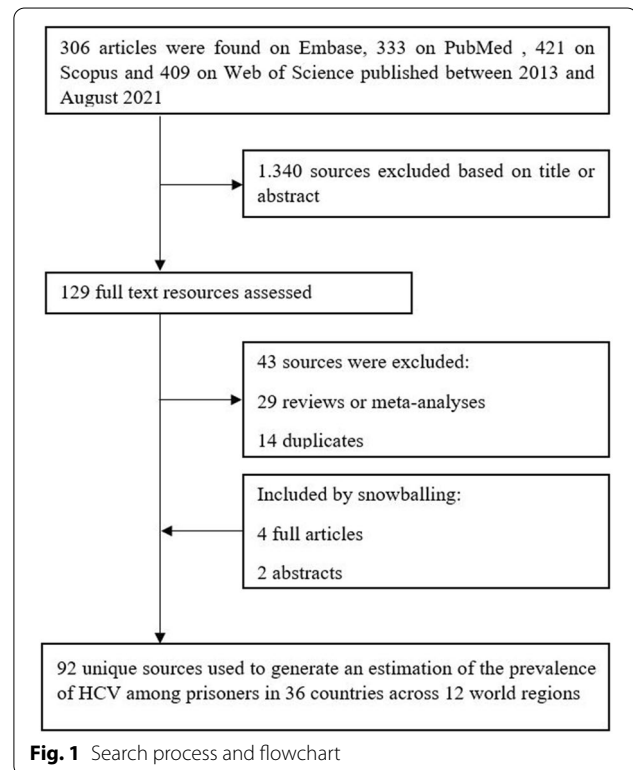 306 articles were found on Embase, 333 on PubMed , 421 on
Scopus and 409 on Web of Science published between 2013 and
August 2021
1.340 sources excluded based on title or
abstract
129 full text resources assessed
43 sources were excluded:
29 reviews or meta-analyses
14 duplicates
Included by snowballing:
4 full articles
2 abstracts
92 unique sources used to generate an estimation of the prevalence
of HCV among prisoners in 36 countries across 12 world regions
Fig. 1 Search process and flowchart